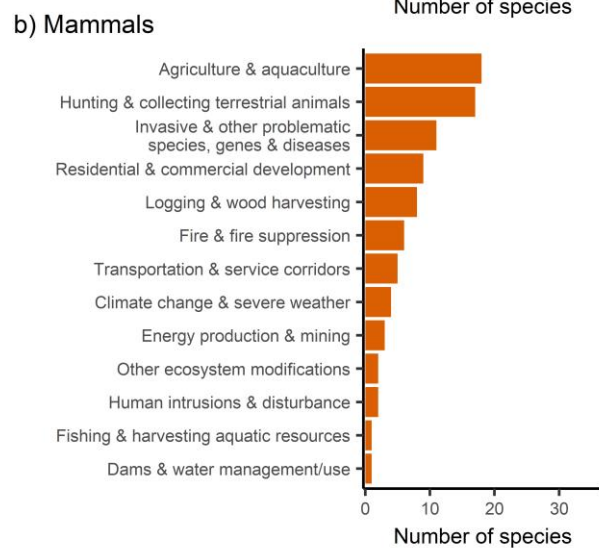 Number of species
b) Mammals
Agriculture & aquaculture
Hunting & collecting terrestrial animals
Invasive & other problematic
species, genes & diseases
Residential & commercial development
Logging & wood harvesting
Fire & fire suppression
Transportation & service corridors
Climate change & severe weather
Energy production & mining
Other ecosystem modifications
Human intrusions & disturbance
Fishing & harvesting aquatic resources
Dams & water management/use
0 10 20 30
Number of species